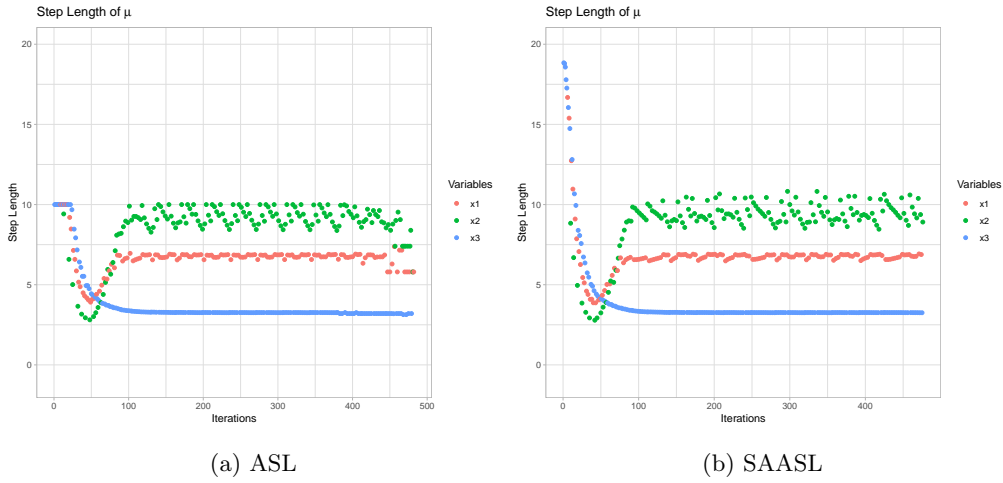 Step Length of μ
20
15
10
5
0
Step Length
0
100
200
300
400
500
Iterations
Variables
x1
x2
x3
(a) ASL
Step Length of μ
20
15
10
5
0
Step Length
0
100
200
300
400
Iterations
Variables
x1
x2
x3
(b) SAASL